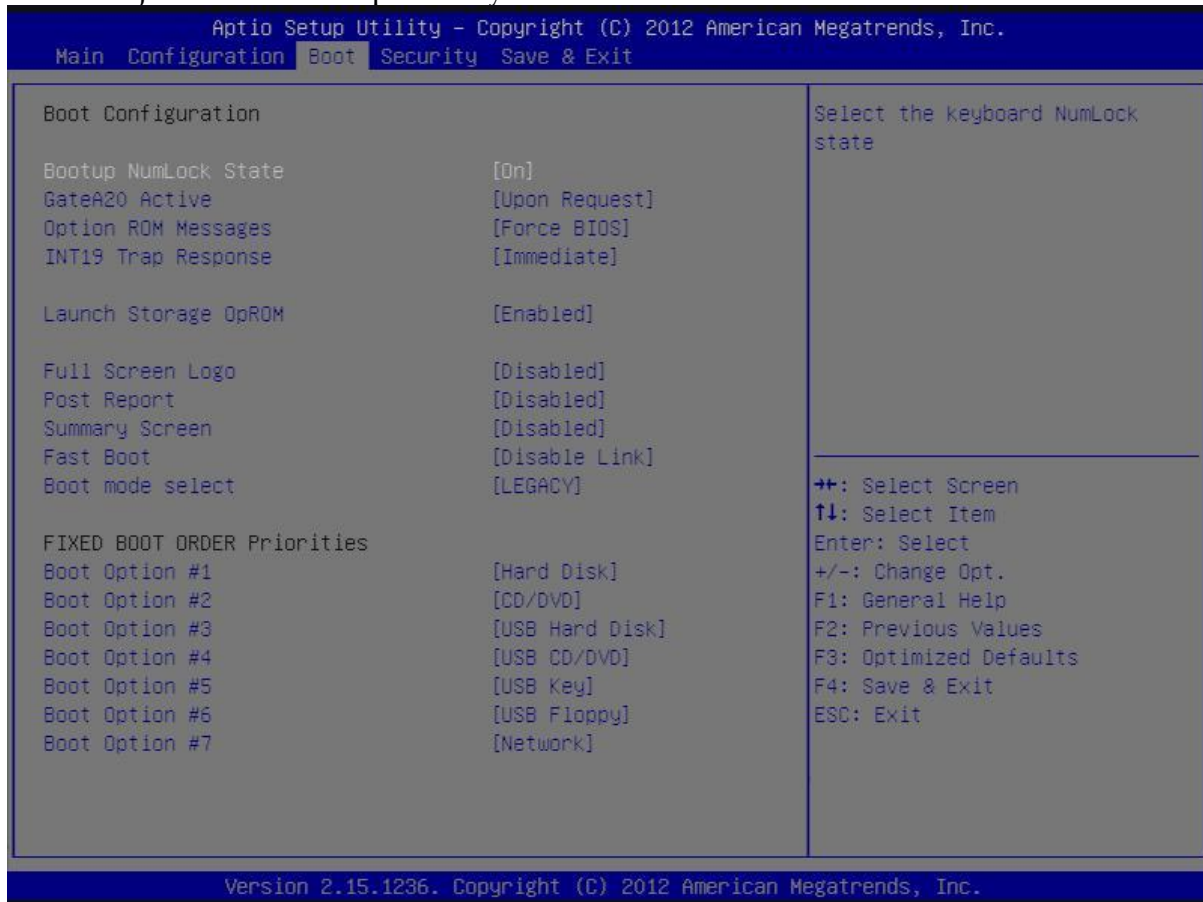 Aptio Setup Utility – Copyright (C) 2012 American Megatrends, Inc.
Main Configuration Boot Security Save & Exit
Boot Configuration
Bootup NumLock State [On]
GateA20 Active [Upon Request]
Option ROM Messages [Force BIOS]
INT19 Trap Response [Immediate]
Launch Storage OpROM [Enabled]
Full Screen Logo [Disabled]
Post Report [Disabled]
Summary Screen [Disabled]
Fast Boot [Disable Link]
Boot mode select [LEGACY]
FIXED BOOT ORDER Priorities
Boot Option #1 [Hard Disk]
Boot Option #2 [CD/DVD]
Boot Option #3 [USB Hard Disk]
Boot Option #4 [USB CD/DVD]
Boot Option #5 [USB Key]
Boot Option #6 [USB Floppy]
Boot Option #7 [Network]
Select the keyboard NumLock
state
→←: Select Screen
↑↓: Select Item
Enter: Select
+/-: Change Opt.
F1: General Help
F2: Previous Values
F3: Optimized Defaults
F4: Save & Exit
ESC: Exit
Version 2.15.1236. Copyright (C) 2012 American Megatrends, Inc.